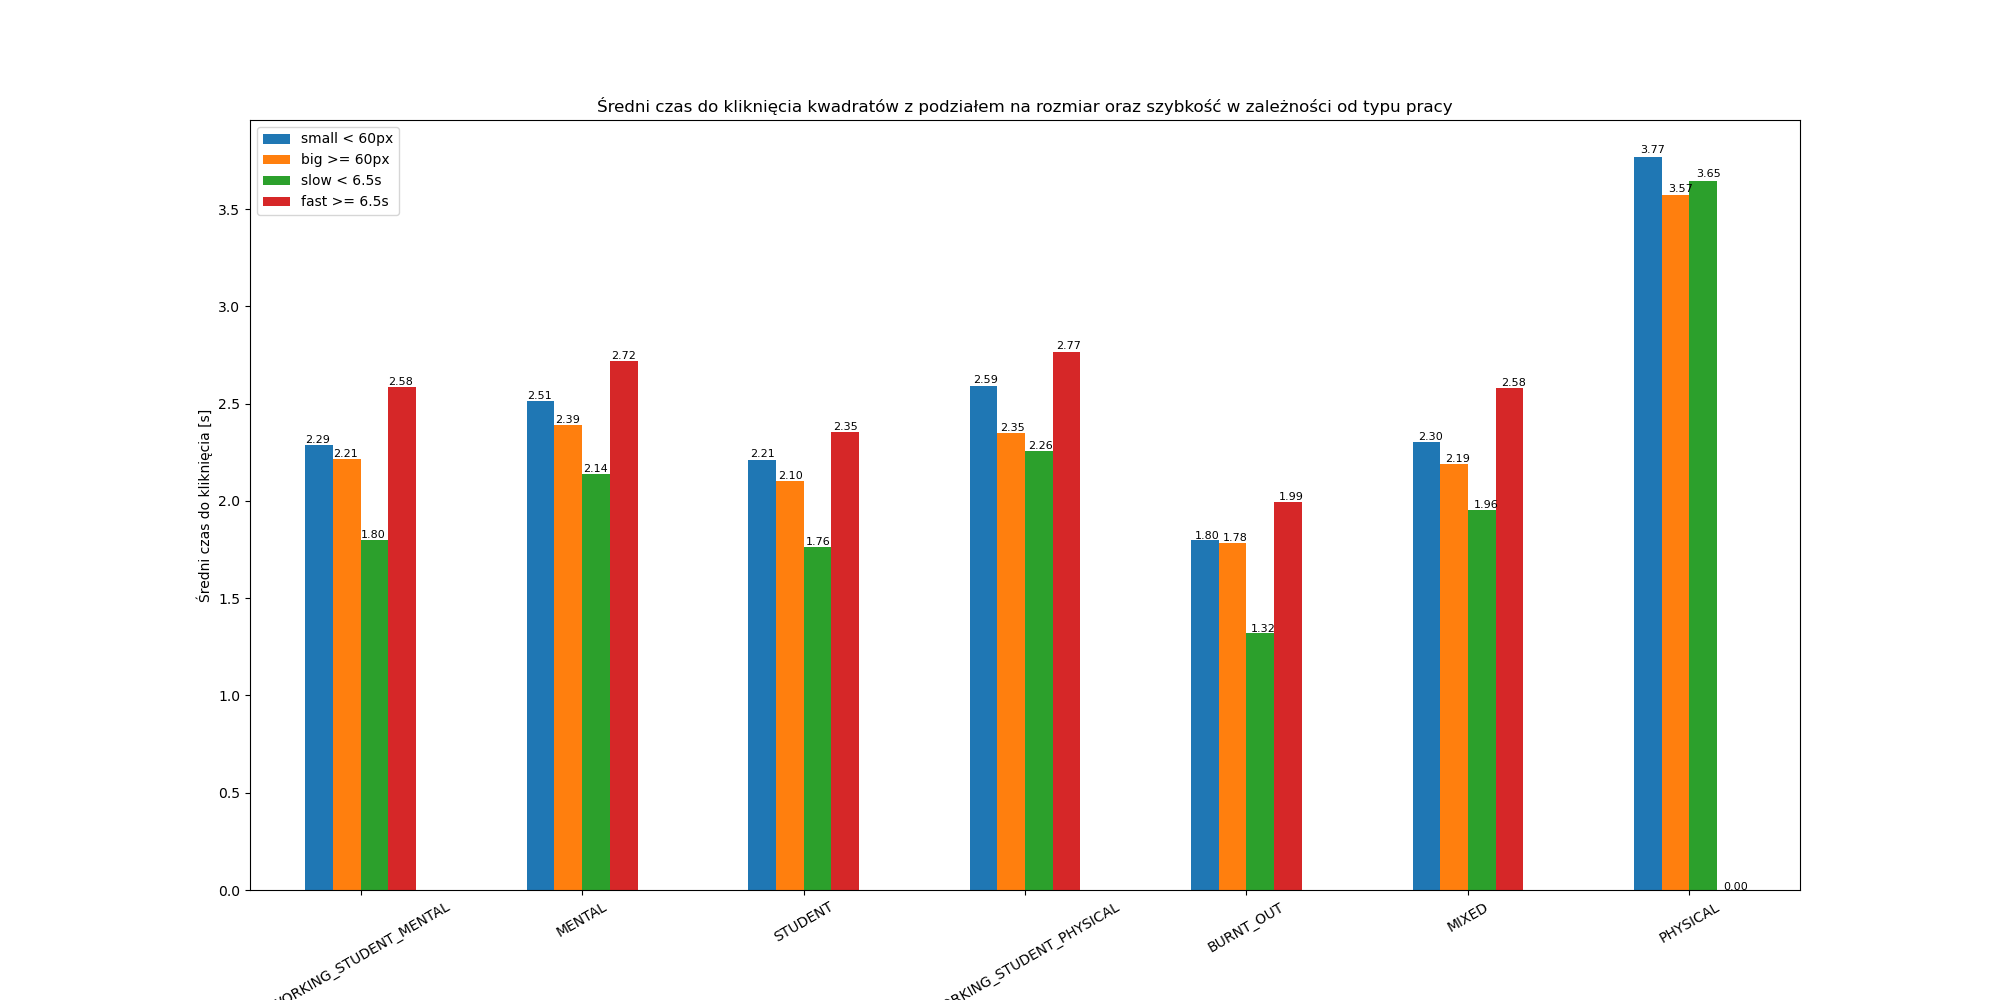 Średni czas do kliknięcia kwadratów z podziałem na rozmiar oraz szybkość w zależności od typu pracy
small < 60px
big >= 60px
slow < 6.5s
fast >= 6.5s
Średni czas do kliknięcia [s]
3.5
3.0
2.5
2.0
1.5
1.0
0.5
0.0
2.29
2.21
1.80
2.58
2.51
2.39
2.14
2.72
2.21
2.10
1.76
2.35
2.59
2.35
2.26
2.77
1.80
1.78
1.32
1.99
2.30
2.19
1.96
2.58
3.77
3.57
3.65
0.00
ORKING_STUDENT_MENTAL
MENTAL
STUDENT
RKING_STUDENT_PHYSICAL
BURNT_OUT
MIXED
PHYSICAL